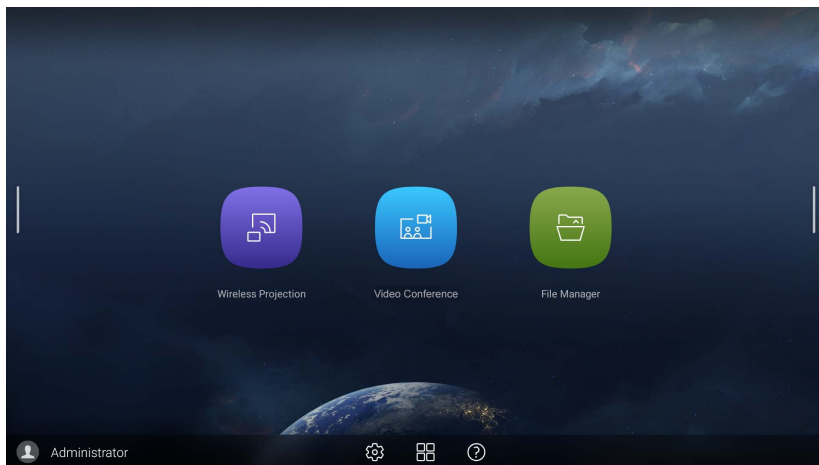 Wireless Projection
Video Conference
File Manager
Administrator